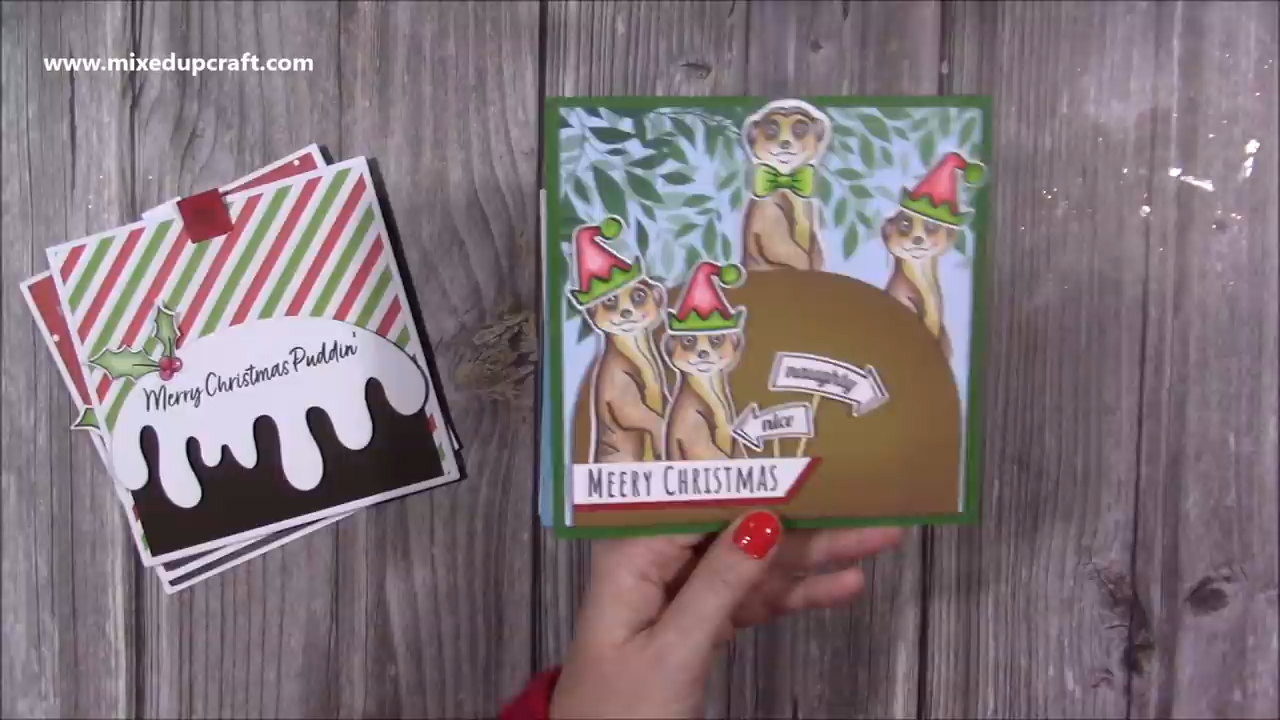 www.mixedupcraft.com
Merry Christmas Puddin'
naughty
nice
MEERY CHRISTMAS